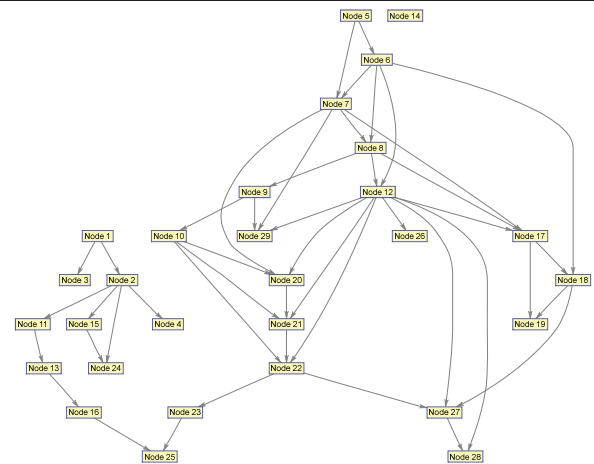 Node 5
Node 14
Node 6
Node 7
Node 8
Node 9
Node 12
Node 1
Node 10
Node 29
Node 26
Node 17
Node 3
Node 2
Node 20
Node 18
Node 11
Node 15
Node 4
Node 21
Node 19
Node 13
Node 24
Node 22
Node 16
Node 23
Node 27
Node 25
Node 28